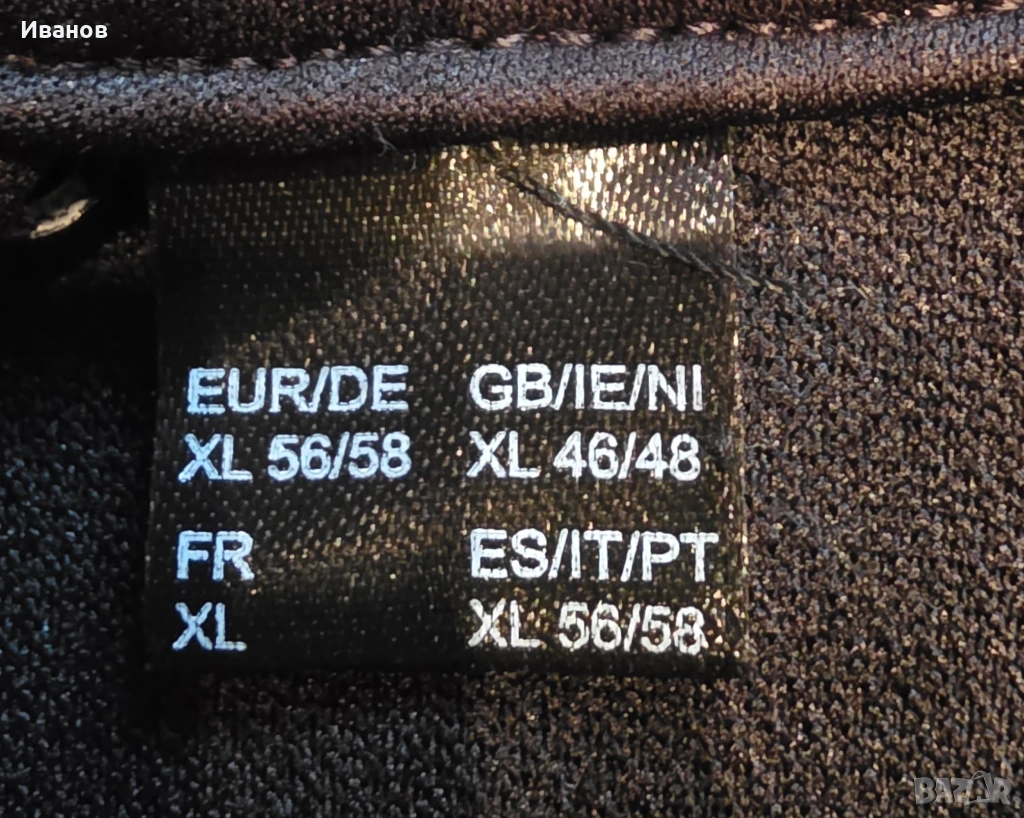 Иванов
EUR/DE GB/IE/NI
XL 56/58 XL 46/48
FR ES/IT/PT
XL XL 56/58
BAZAR